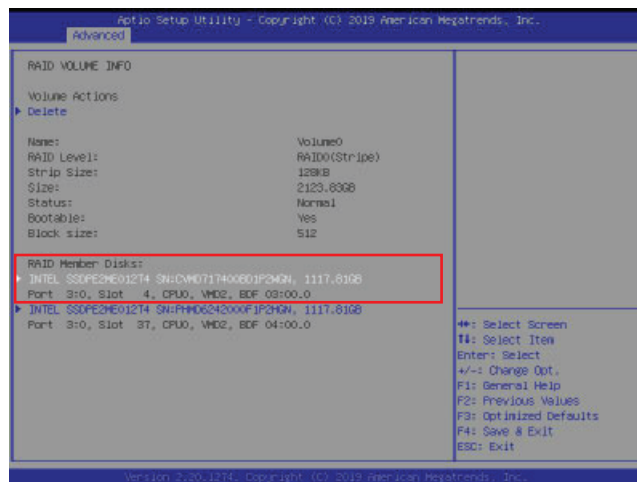 Aptio Setup Utility - Copyright (C) 2019 American Megatrends, Inc.
Advanced
RAID VOLUME INFO
Volume Actions
Delete
Name: Volume0
RAID Level: RAID0(Stripe)
Strip Size: 128KB
Size: 2123.83GB
Status: Normal
Bootable: Yes
Block size: 512
RAID Member Disks:
INTEL SSDPE2ME012T4 SN:CVMD717400BD1P2MGN, 1117.81GB
Port 3:0, Slot 4, CPU0, VMD2, BDF 03:00.0
INTEL SSDPE2ME012T4 SN:PHMD6242000F1P2HGN, 1117.81GB
Port 3:0, Slot 37, CPU0, VMD2, BDF 04:00.0
: Select Screen
: Select Item
Enter: Select
+/-: Change Opt.
F1: General Help
F2: Previous Values
F3: Optimized Defaults
F4: Save & Exit
ESC: Exit
Version 2.20.1274. Copyright (C) 2019 American Megatrends, Inc.